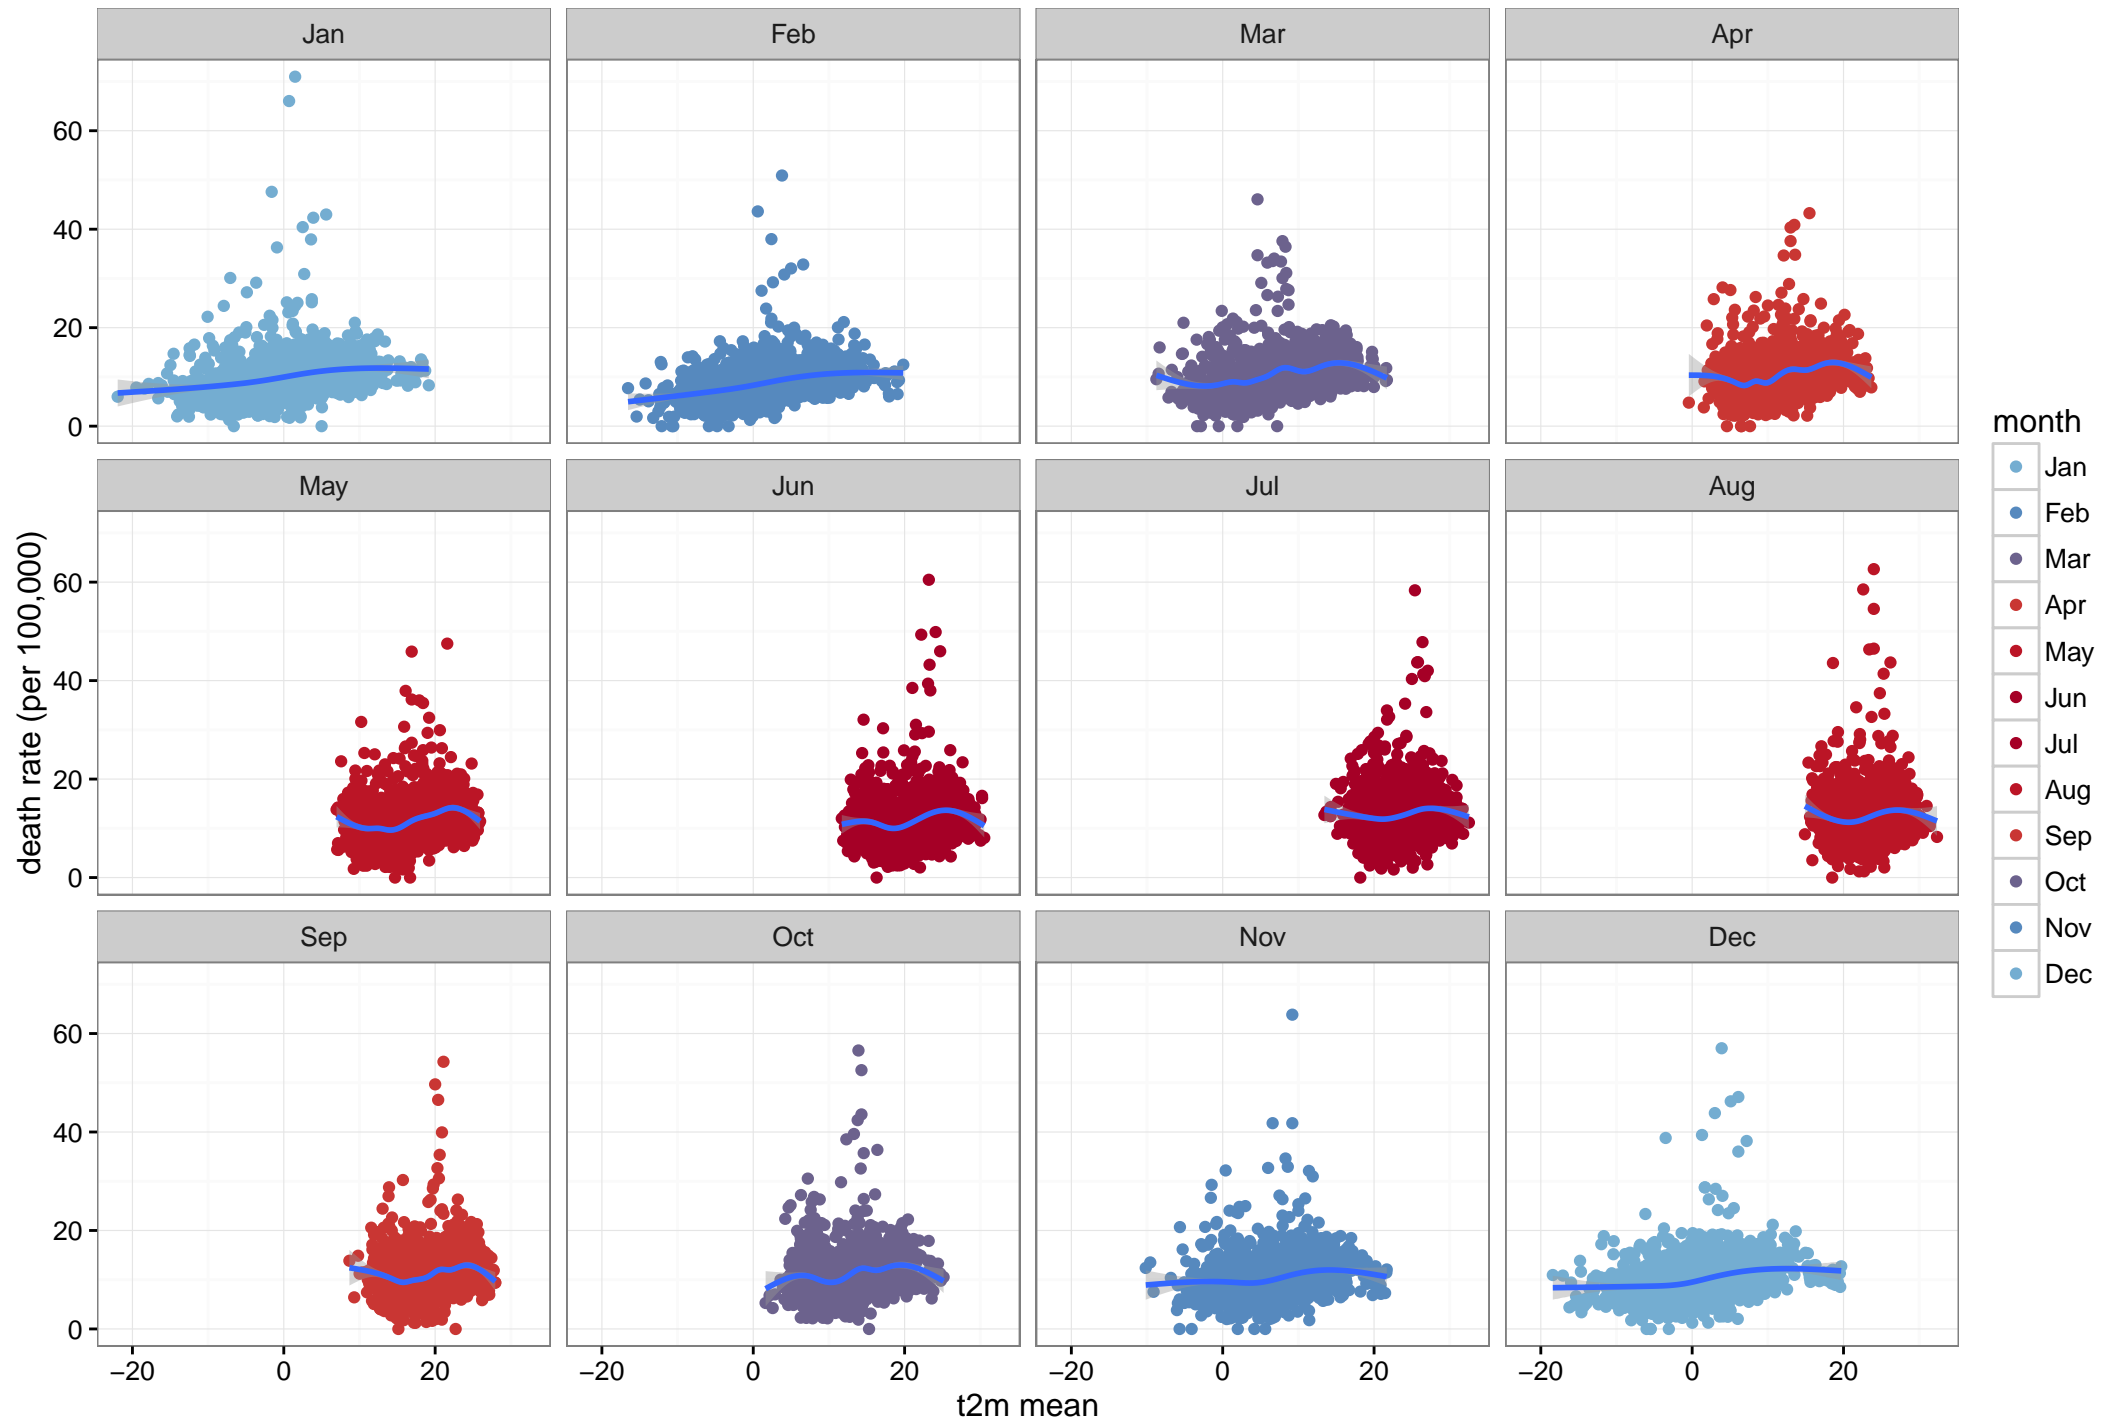 Jan Feb Mar Apr
60
40
20
0
May Jun Jul Aug
60
40
20
0
Sep Oct Nov Dec
60
40
20
0
−20 0 20 −20 0 20 −20 0 20 −20 0 20
t2m mean
death rate (per 100,000)
month
Jan
Feb
Mar
Apr
May
Jun
Jul
Aug
Sep
Oct
Nov
Dec